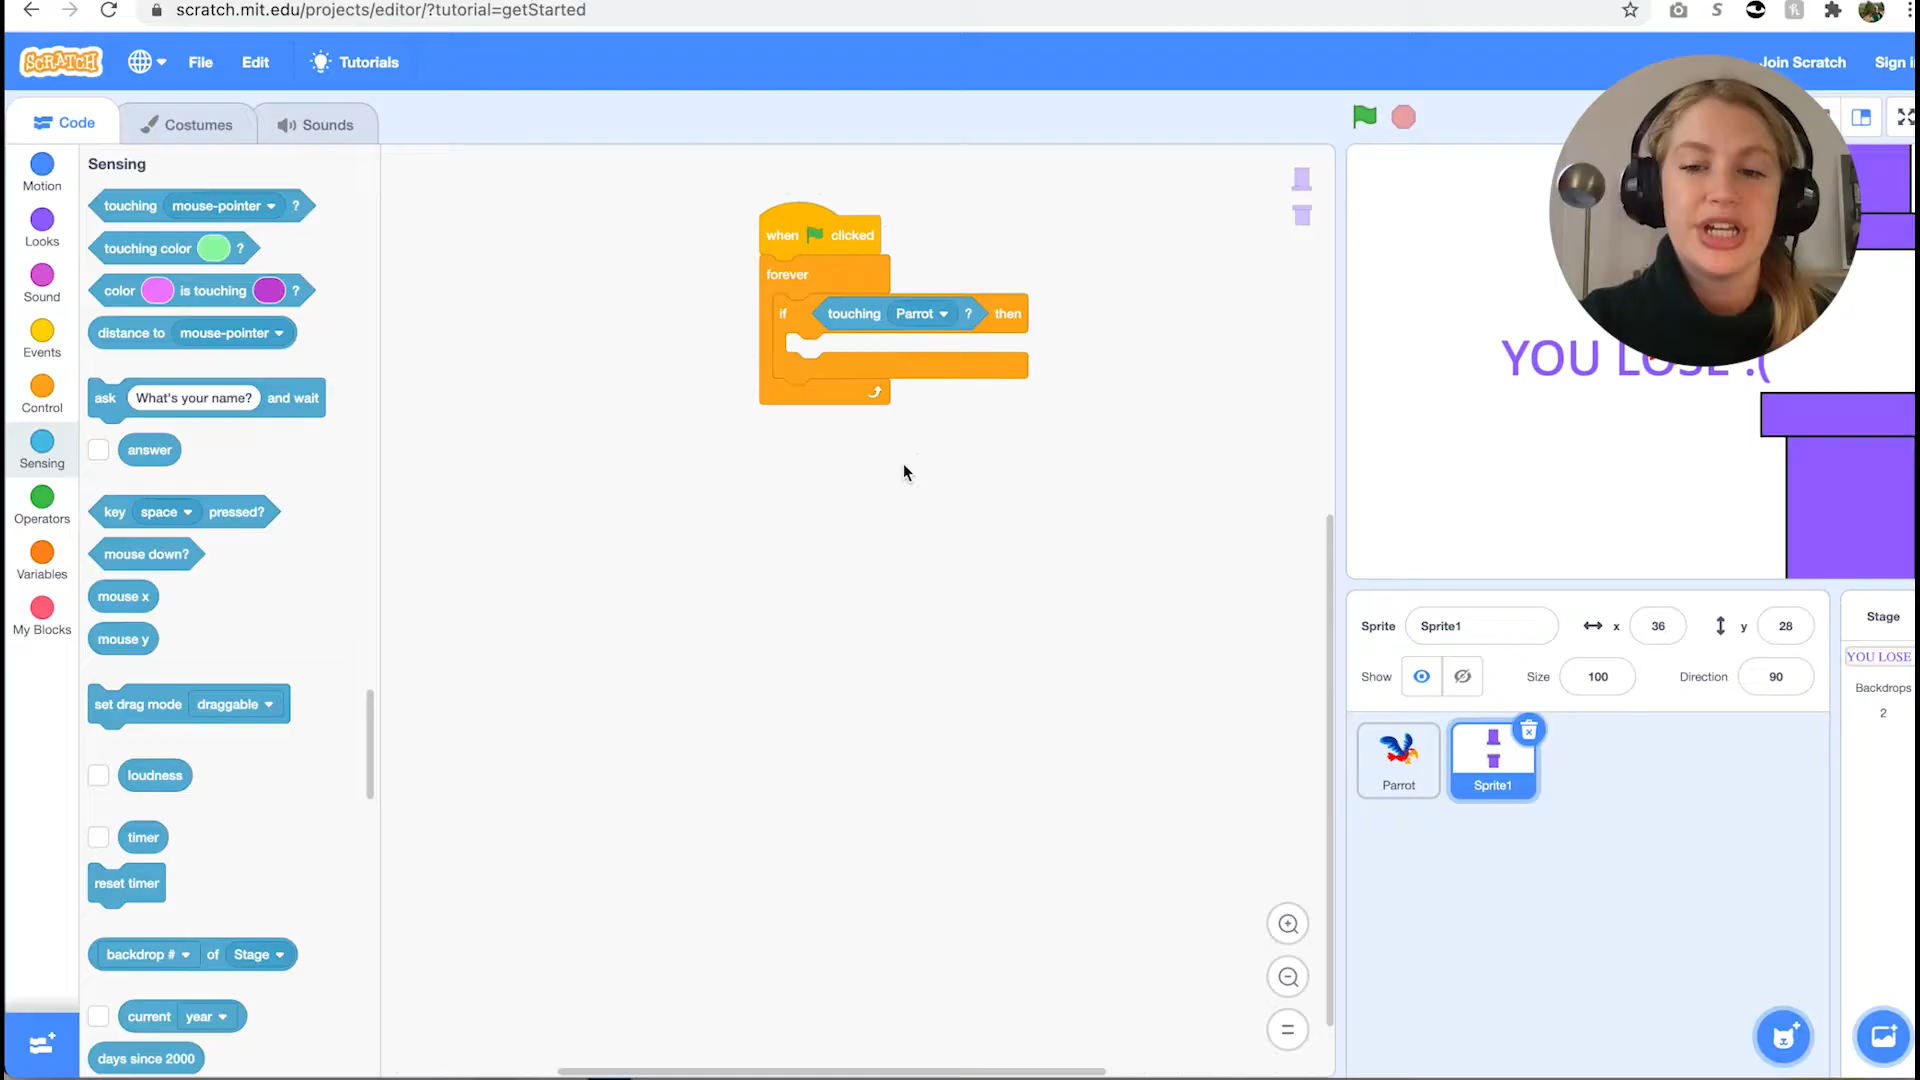 scratch.mit.edu/projects/editor/?tutorial=getStarted
SCRATCH File Edit Tutorials Join Scratch Sign i
Code Costumes Sounds
Motion
Looks
Sound
Events
Control
Sensing
Operators
Variables
My Blocks
Sensing
touching mouse-pointer ?
touching color ?
color is touching ?
distance to mouse-pointer
ask What's your name? and wait
answer
key space pressed?
mouse down?
mouse x
mouse y
set drag mode draggable
loudness
timer
reset timer
backdrop # of Stage
current year
days since 2000
when clicked
forever
if touching Parrot ? then
YOU LOSE :(
Sprite Sprite1 x 36 y 28
Show Size 100 Direction 90
Parrot
Sprite1
Stage
YOU LOSE
Backdrops
2